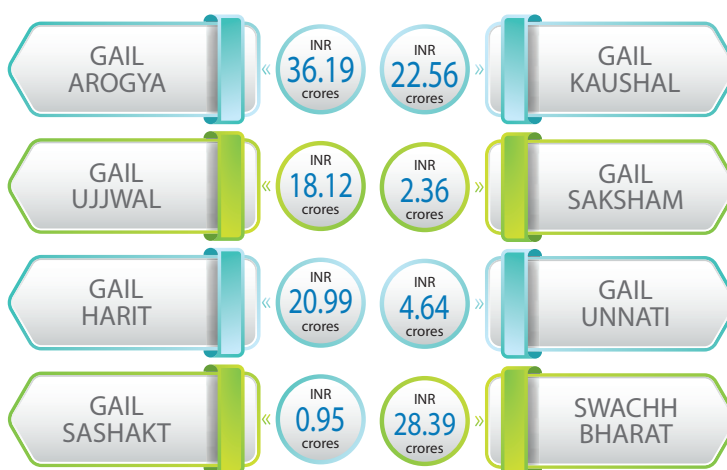 GAIL
AROGYA
«
INR
36.19
crores
INR
22.56
crores
»
GAIL
KAUSHAL
GAIL
UJJWAL
«
INR
18.12
crores
INR
2.36
crores
»
GAIL
SAKSHAM
GAIL
HARIT
«
INR
20.99
crores
INR
4.64
crores
»
GAIL
UNNATI
GAIL
SASHAKT
«
INR
0.95
crores
INR
28.39
crores
»
SWACHH
BHARAT